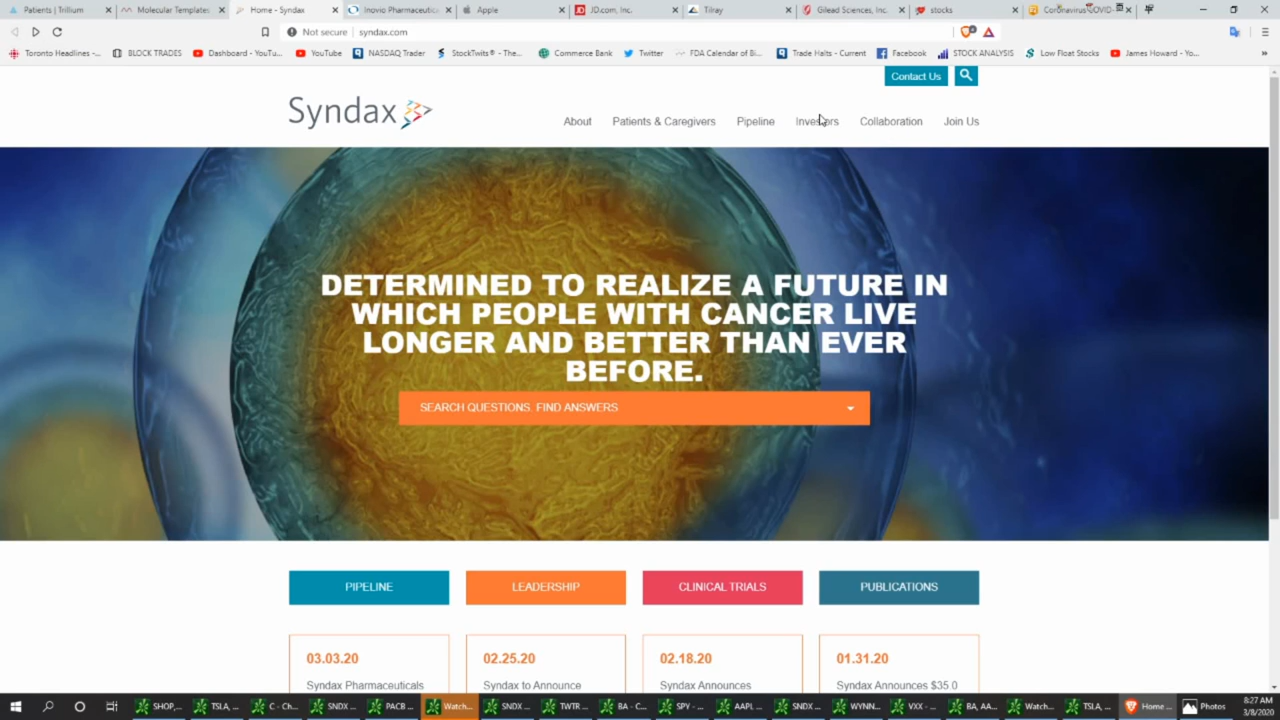 Patients | Trillium
Molecular Templates
Home - Syndax
Inovio Pharmaceutic
Apple
JD.com, Inc.
Tilray
Gilead Sciences, Inc.
stocks
Not secure
syndax.com
Toronto Headlines -...
BLOCK TRADES
Dashboard - YouTu...
YouTube
NASDAQ Trader
StockTwits® - The...
Commerce Bank
Twitter
FDA Calendar of Bi...
Trade Halts - Current
Facebook
STOCK ANALYSIS
Low Float Stocks
James Howard - Yo...
Contact Us
Syndax
About
Patients & Caregivers
Pipeline
Investors
Collaboration
Join Us
DETERMINED TO REALIZE A FUTURE IN
WHICH PEOPLE WITH CANCER LIVE
LONGER AND BETTER THAN EVER
BEFORE.
SEARCH QUESTIONS. FIND ANSWERS
PIPELINE
LEADERSHIP
CLINICAL TRIALS
PUBLICATIONS
03.03.20
02.25.20
02.18.20
01.31.20
Syndax Pharmaceuticals
Syndax to Announce
Syndax Announces
Syndax Announces $35.0
SHOP,...
TSLA, ...
C - Ch...
SNDX ...
PACB ...
Watch...
SNDX ...
TWTR ...
BA - C...
SPY - ...
AAPL ...
SNDX ...
WYNN...
VXX - ...
BA, AA...
Watch...
TSLA, ...
Home ...
Photos
8:27 AM
3/8/2020